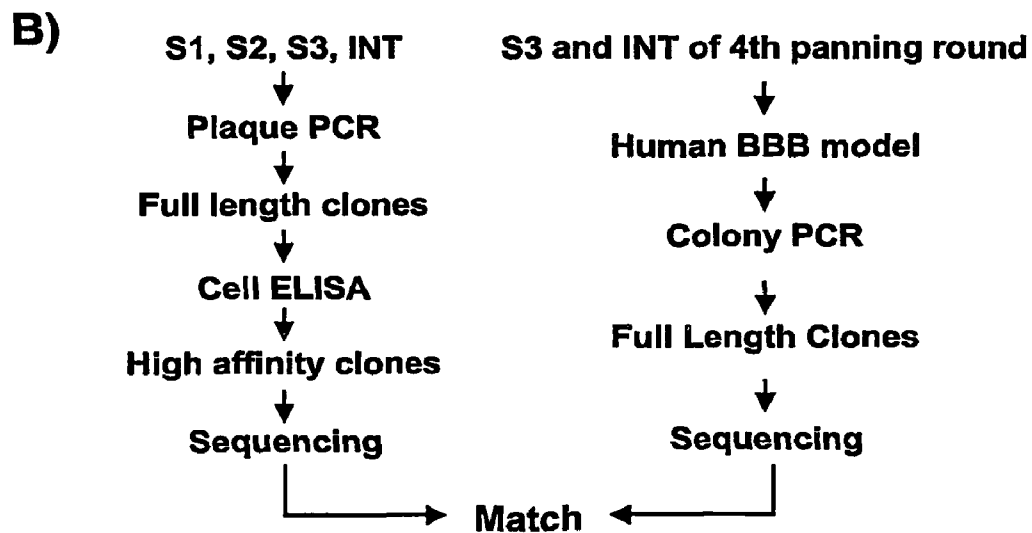 B)
S1, S2, S3, INT
Plaque PCR
Full length clones
Cell ELISA
High affinity clones
Sequencing
S3 and INT of 4th panning round
Human BBB model
Colony PCR
Full Length Clones
Sequencing
Match